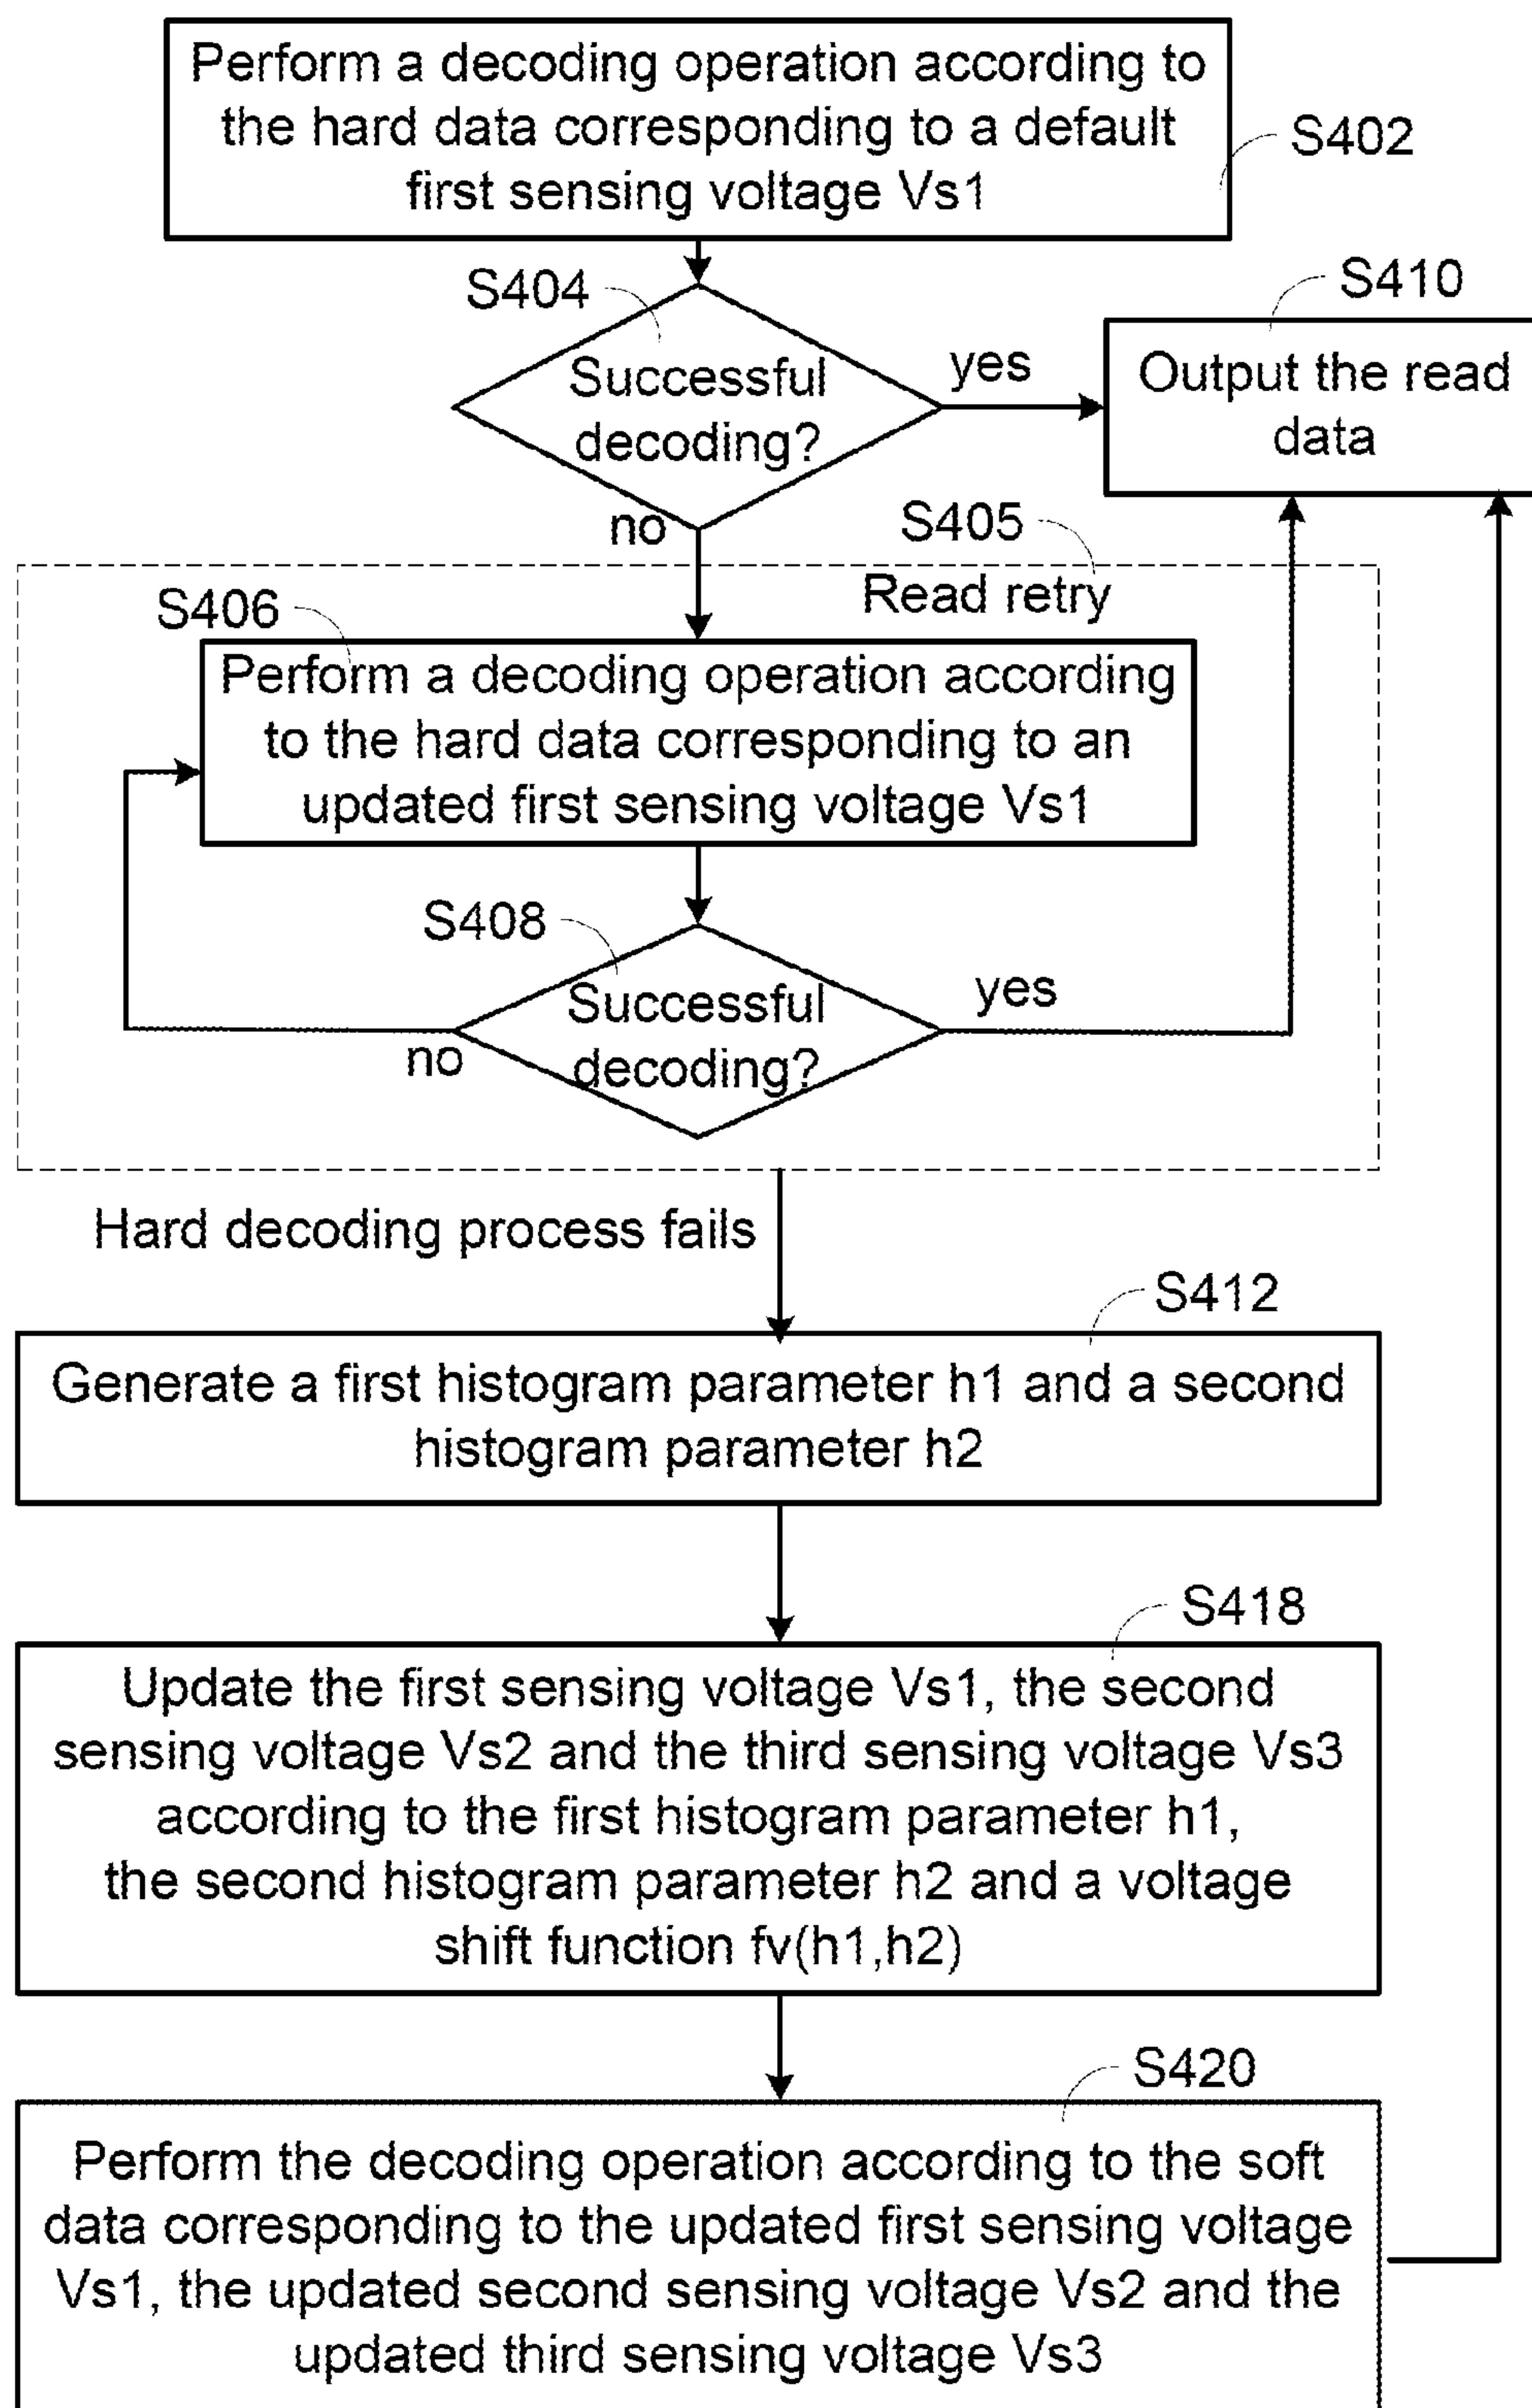 Perform a decoding operation according to
the hard data corresponding to a default
first sensing voltage Vs1
S402
S404
Successful
decoding?
yes
no
S410
Output the read
data
S405
Read retry
S406
Perform a decoding operation according
to the hard data corresponding to an
updated first sensing voltage Vs1
S408
Successful
decoding?
yes
no
Hard decoding process fails
S412
Generate a first histogram parameter h1 and a second
histogram parameter h2
S418
Update the first sensing voltage Vs1, the second
sensing voltage Vs2 and the third sensing voltage Vs3
according to the first histogram parameter h1,
the second histogram parameter h2 and a voltage
shift function fv(h1,h2)
S420
Perform the decoding operation according to the soft
data corresponding to the updated first sensing voltage
Vs1, the updated second sensing voltage Vs2 and the
updated third sensing voltage Vs3